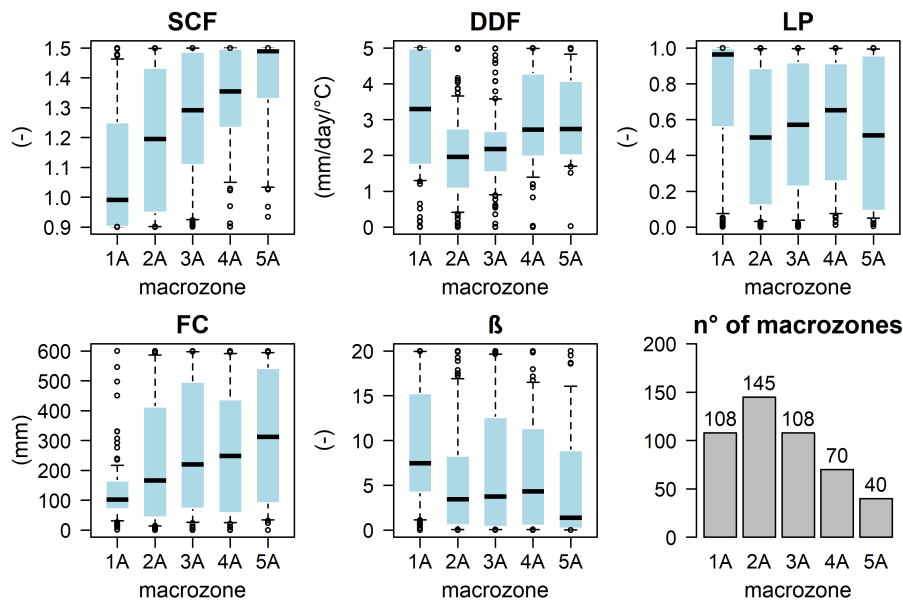 SCF
1.5
1.4
1.3
1.2
1.1
1.0
0.9
(-)
1A 2A 3A 4A 5A
macrozone
DDF
5
4
3
2
1
0
(mm/day/°C)
1A 2A 3A 4A 5A
macrozone
LP
1.0
0.8
0.6
0.4
0.2
0.0
(-)
1A 2A 3A 4A 5A
macrozone
FC
600
500
400
300
200
100
0
(mm)
1A 2A 3A 4A 5A
macrozone
ß
20
15
10
5
0
(-)
1A 2A 3A 4A 5A
macrozone
n° of macrozones
200
150
100
50
0
108 145 108 70 40
1A 2A 3A 4A 5A
macrozone